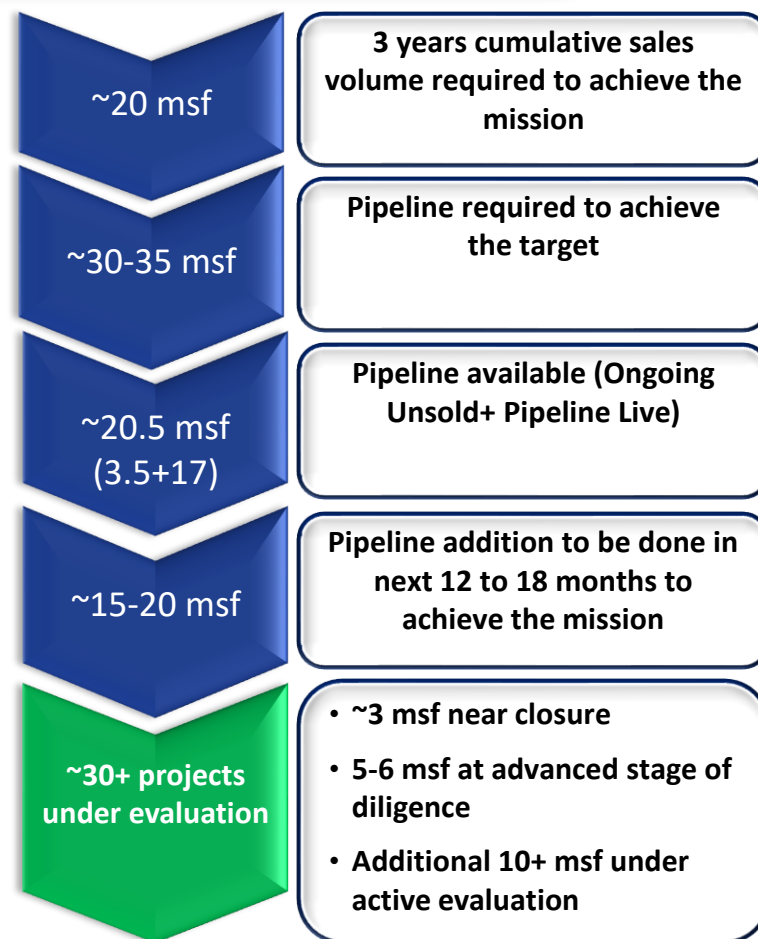 ~20 msf
3 years cumulative sales
volume required to achieve the
mission
~30-35 msf
Pipeline required to achieve
the target
~20.5 msf
(3.5+17)
Pipeline available (Ongoing
Unsold+ Pipeline Live)
~15-20 msf
Pipeline addition to be done in
next 12 to 18 months to
achieve the mission
~30+ projects
under evaluation
• ~3 msf near closure
• 5-6 msf at advanced stage of
diligence
• Additional 10+ msf under
active evaluation